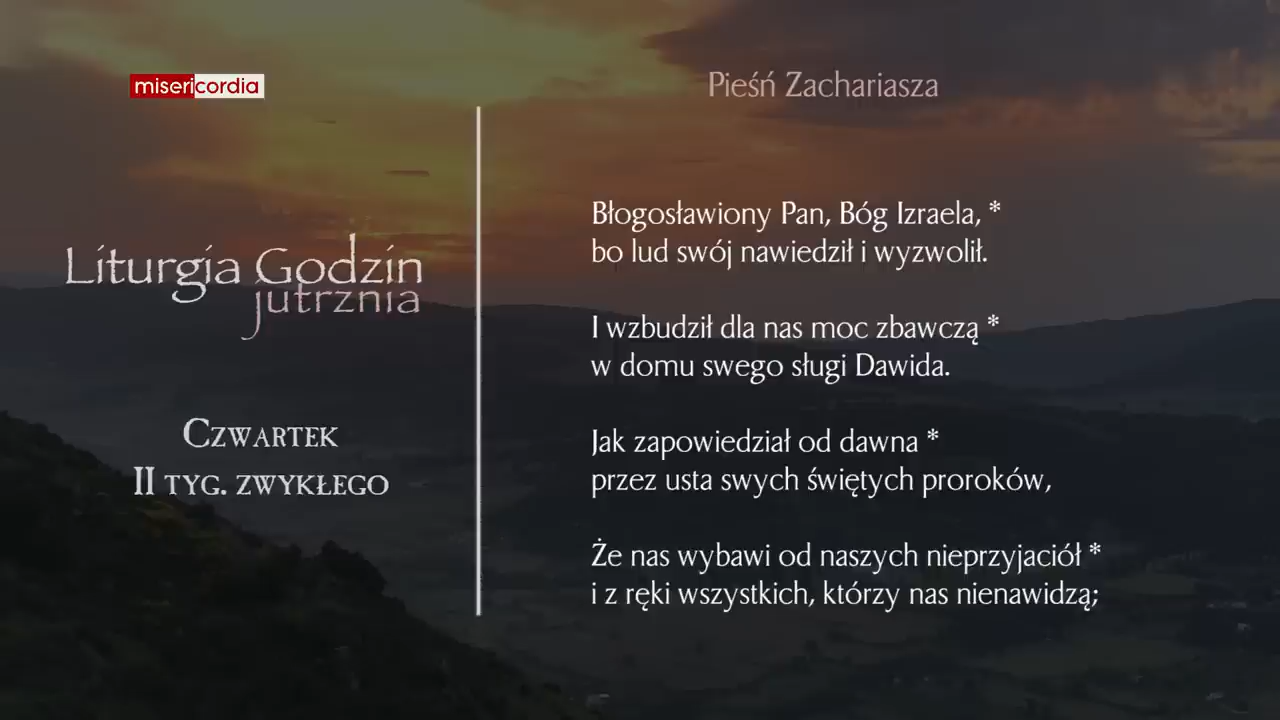 misericordia
Liturgia Godzin
jutrznia
Czwartek
II tyg. zwykłego
Pieśń Zachariasza
Błogosławiony Pan, Bóg Izraela, *
bo lud swój nawiedził i wyzwolił.
I wzbudził dla nas moc zbawczą *
w domu swego sługi Dawida.
Jak zapowiedział od dawna *
przez usta swych świętych proroków,
Że nas wybawi od naszych nieprzyjaciół *
i z ręki wszystkich, którzy nas nienawidzą;